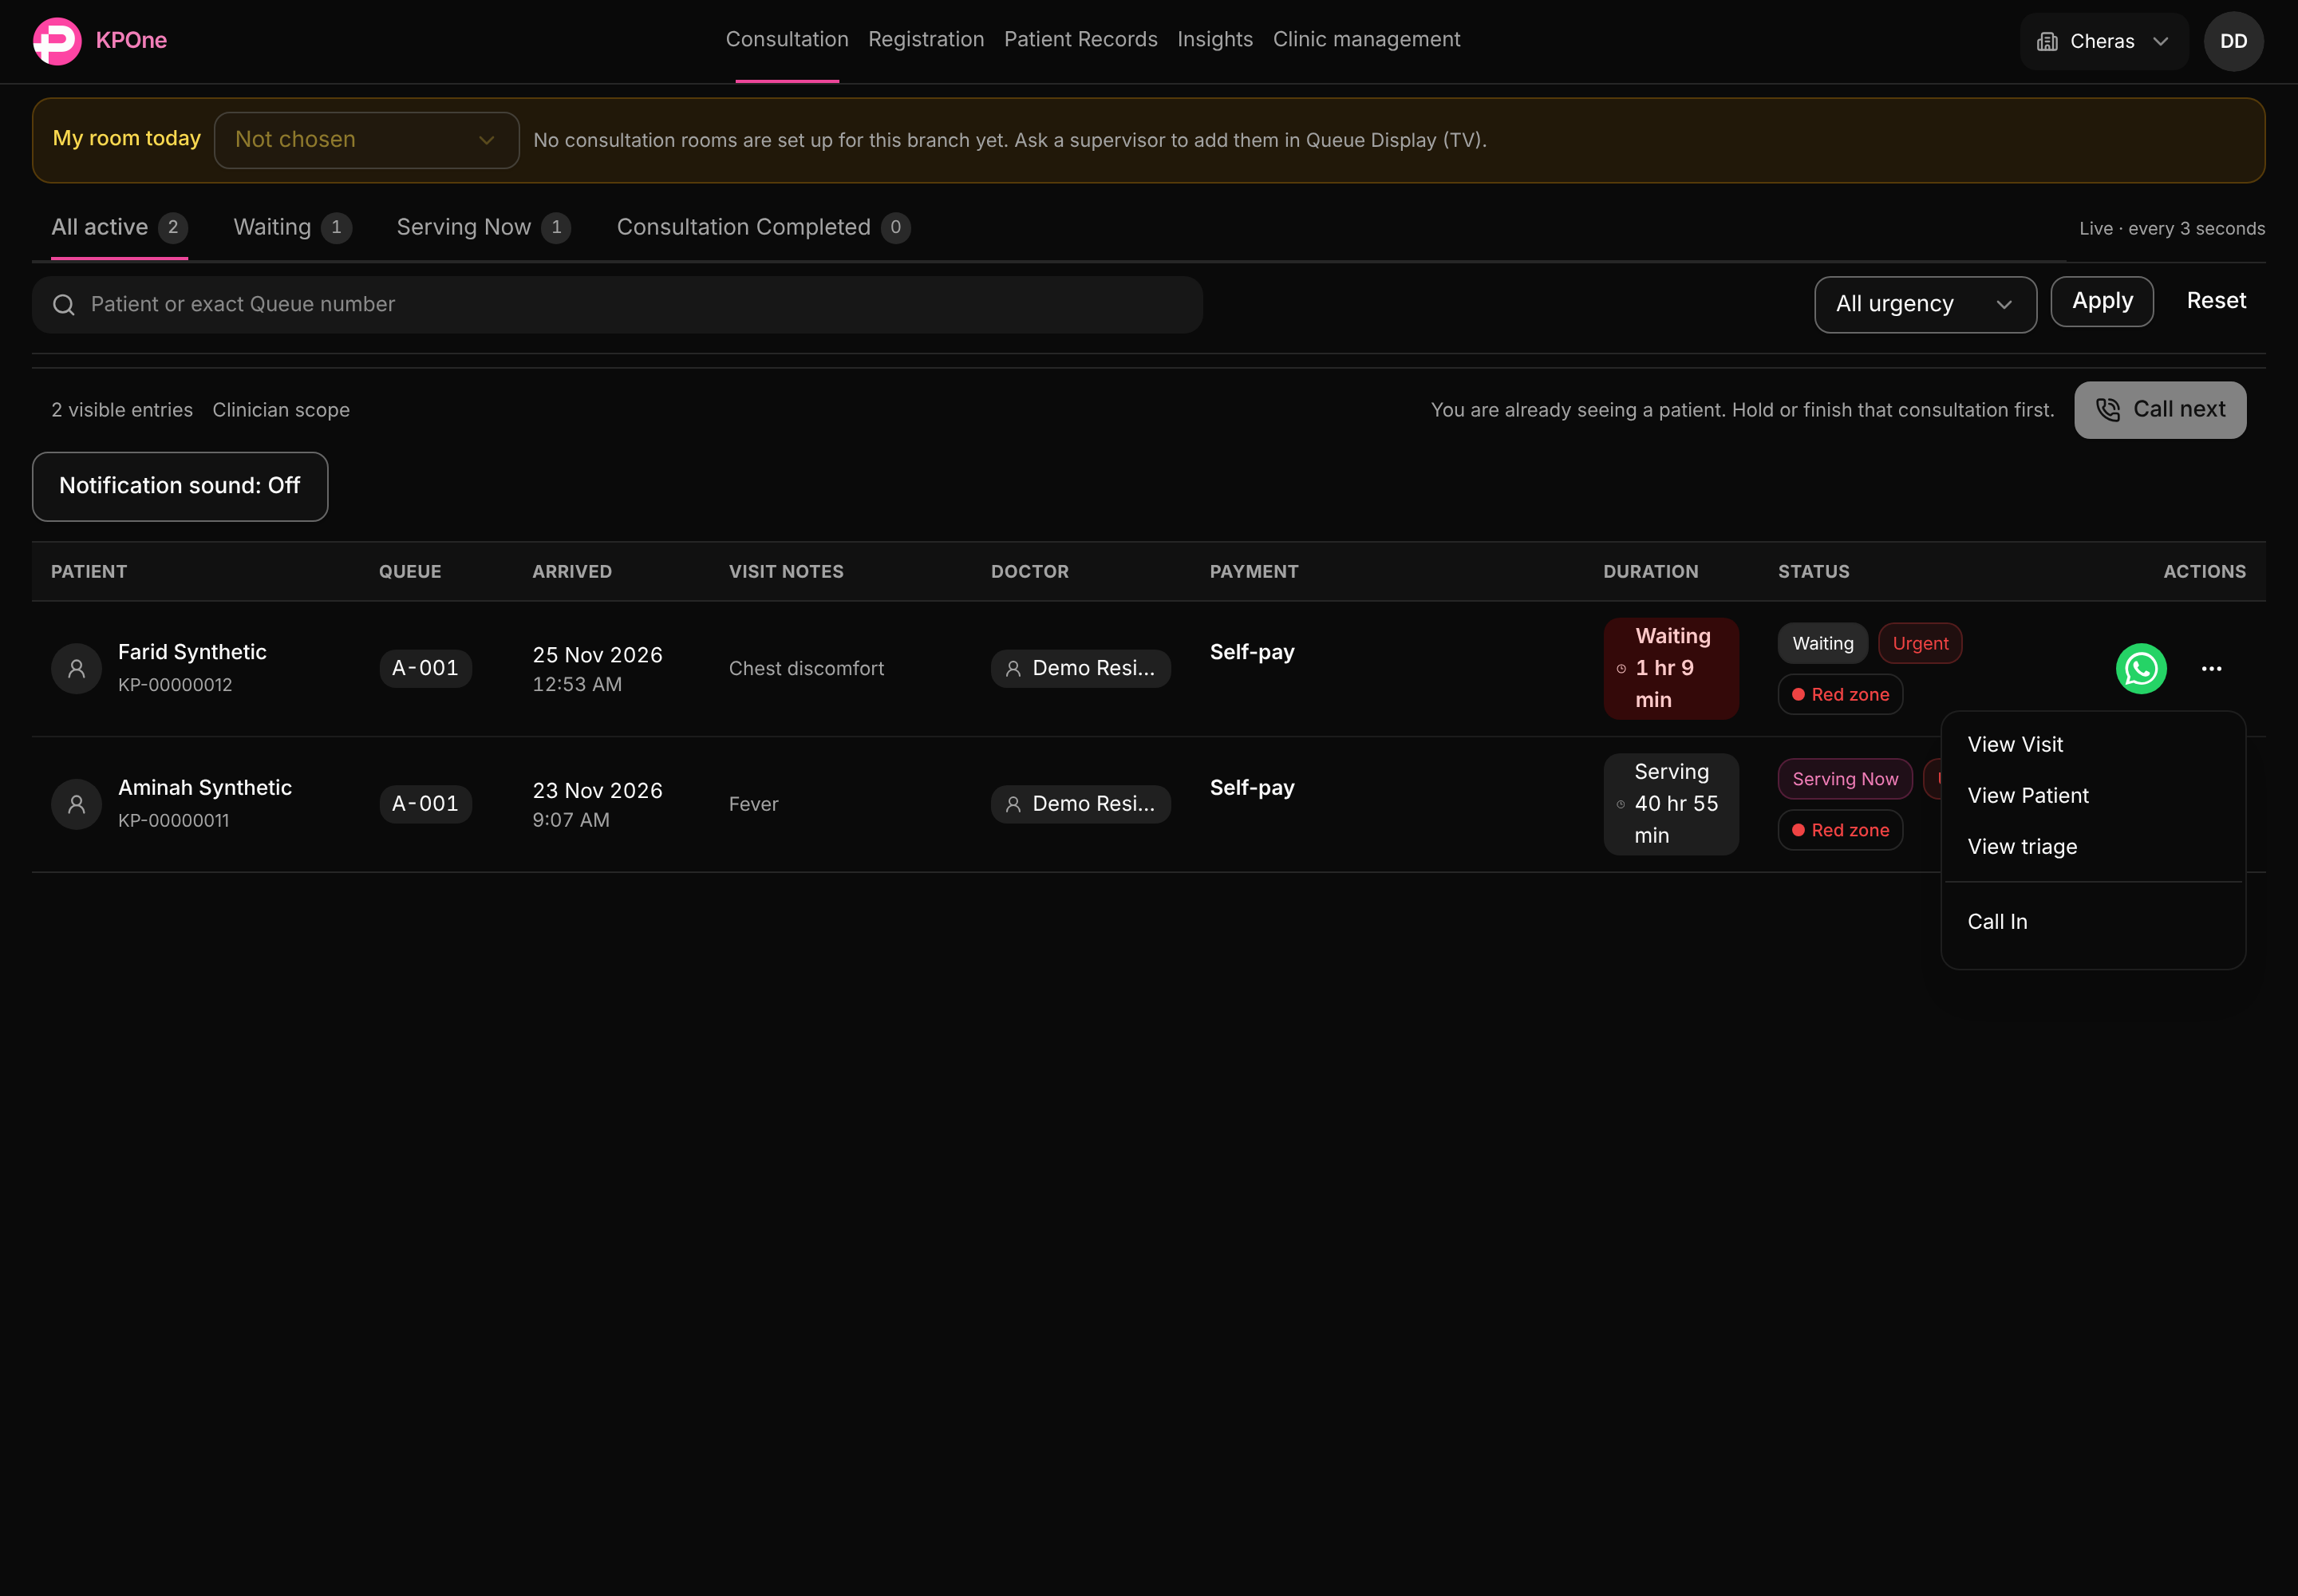 KPOne
Consultation Registration Patient Records Insights Clinic management
Cheras
DD
My room today
Not chosen
No consultation rooms are set up for this branch yet. Ask a supervisor to add them in Queue Display (TV).
All active 2
Waiting 1
Serving Now 1
Consultation Completed 0
Live · every 3 seconds
Patient or exact Queue number
All urgency
Apply
Reset
2 visible entries Clinician scope
You are already seeing a patient. Hold or finish that consultation first.
Call next
Notification sound: Off
PATIENT QUEUE ARRIVED VISIT NOTES DOCTOR PAYMENT DURATION STATUS ACTIONS
Farid Synthetic
KP-00000012
A-001
25 Nov 2026
12:53 AM
Chest discomfort
Demo Resi...
Self-pay
Waiting
1 hr 9
min
Waiting
Urgent
Red zone
Aminah Synthetic
KP-00000011
A-001
23 Nov 2026
9:07 AM
Fever
Demo Resi...
Self-pay
Serving
40 hr 55
min
Serving Now
Red zone
View Visit
View Patient
View triage
Call In